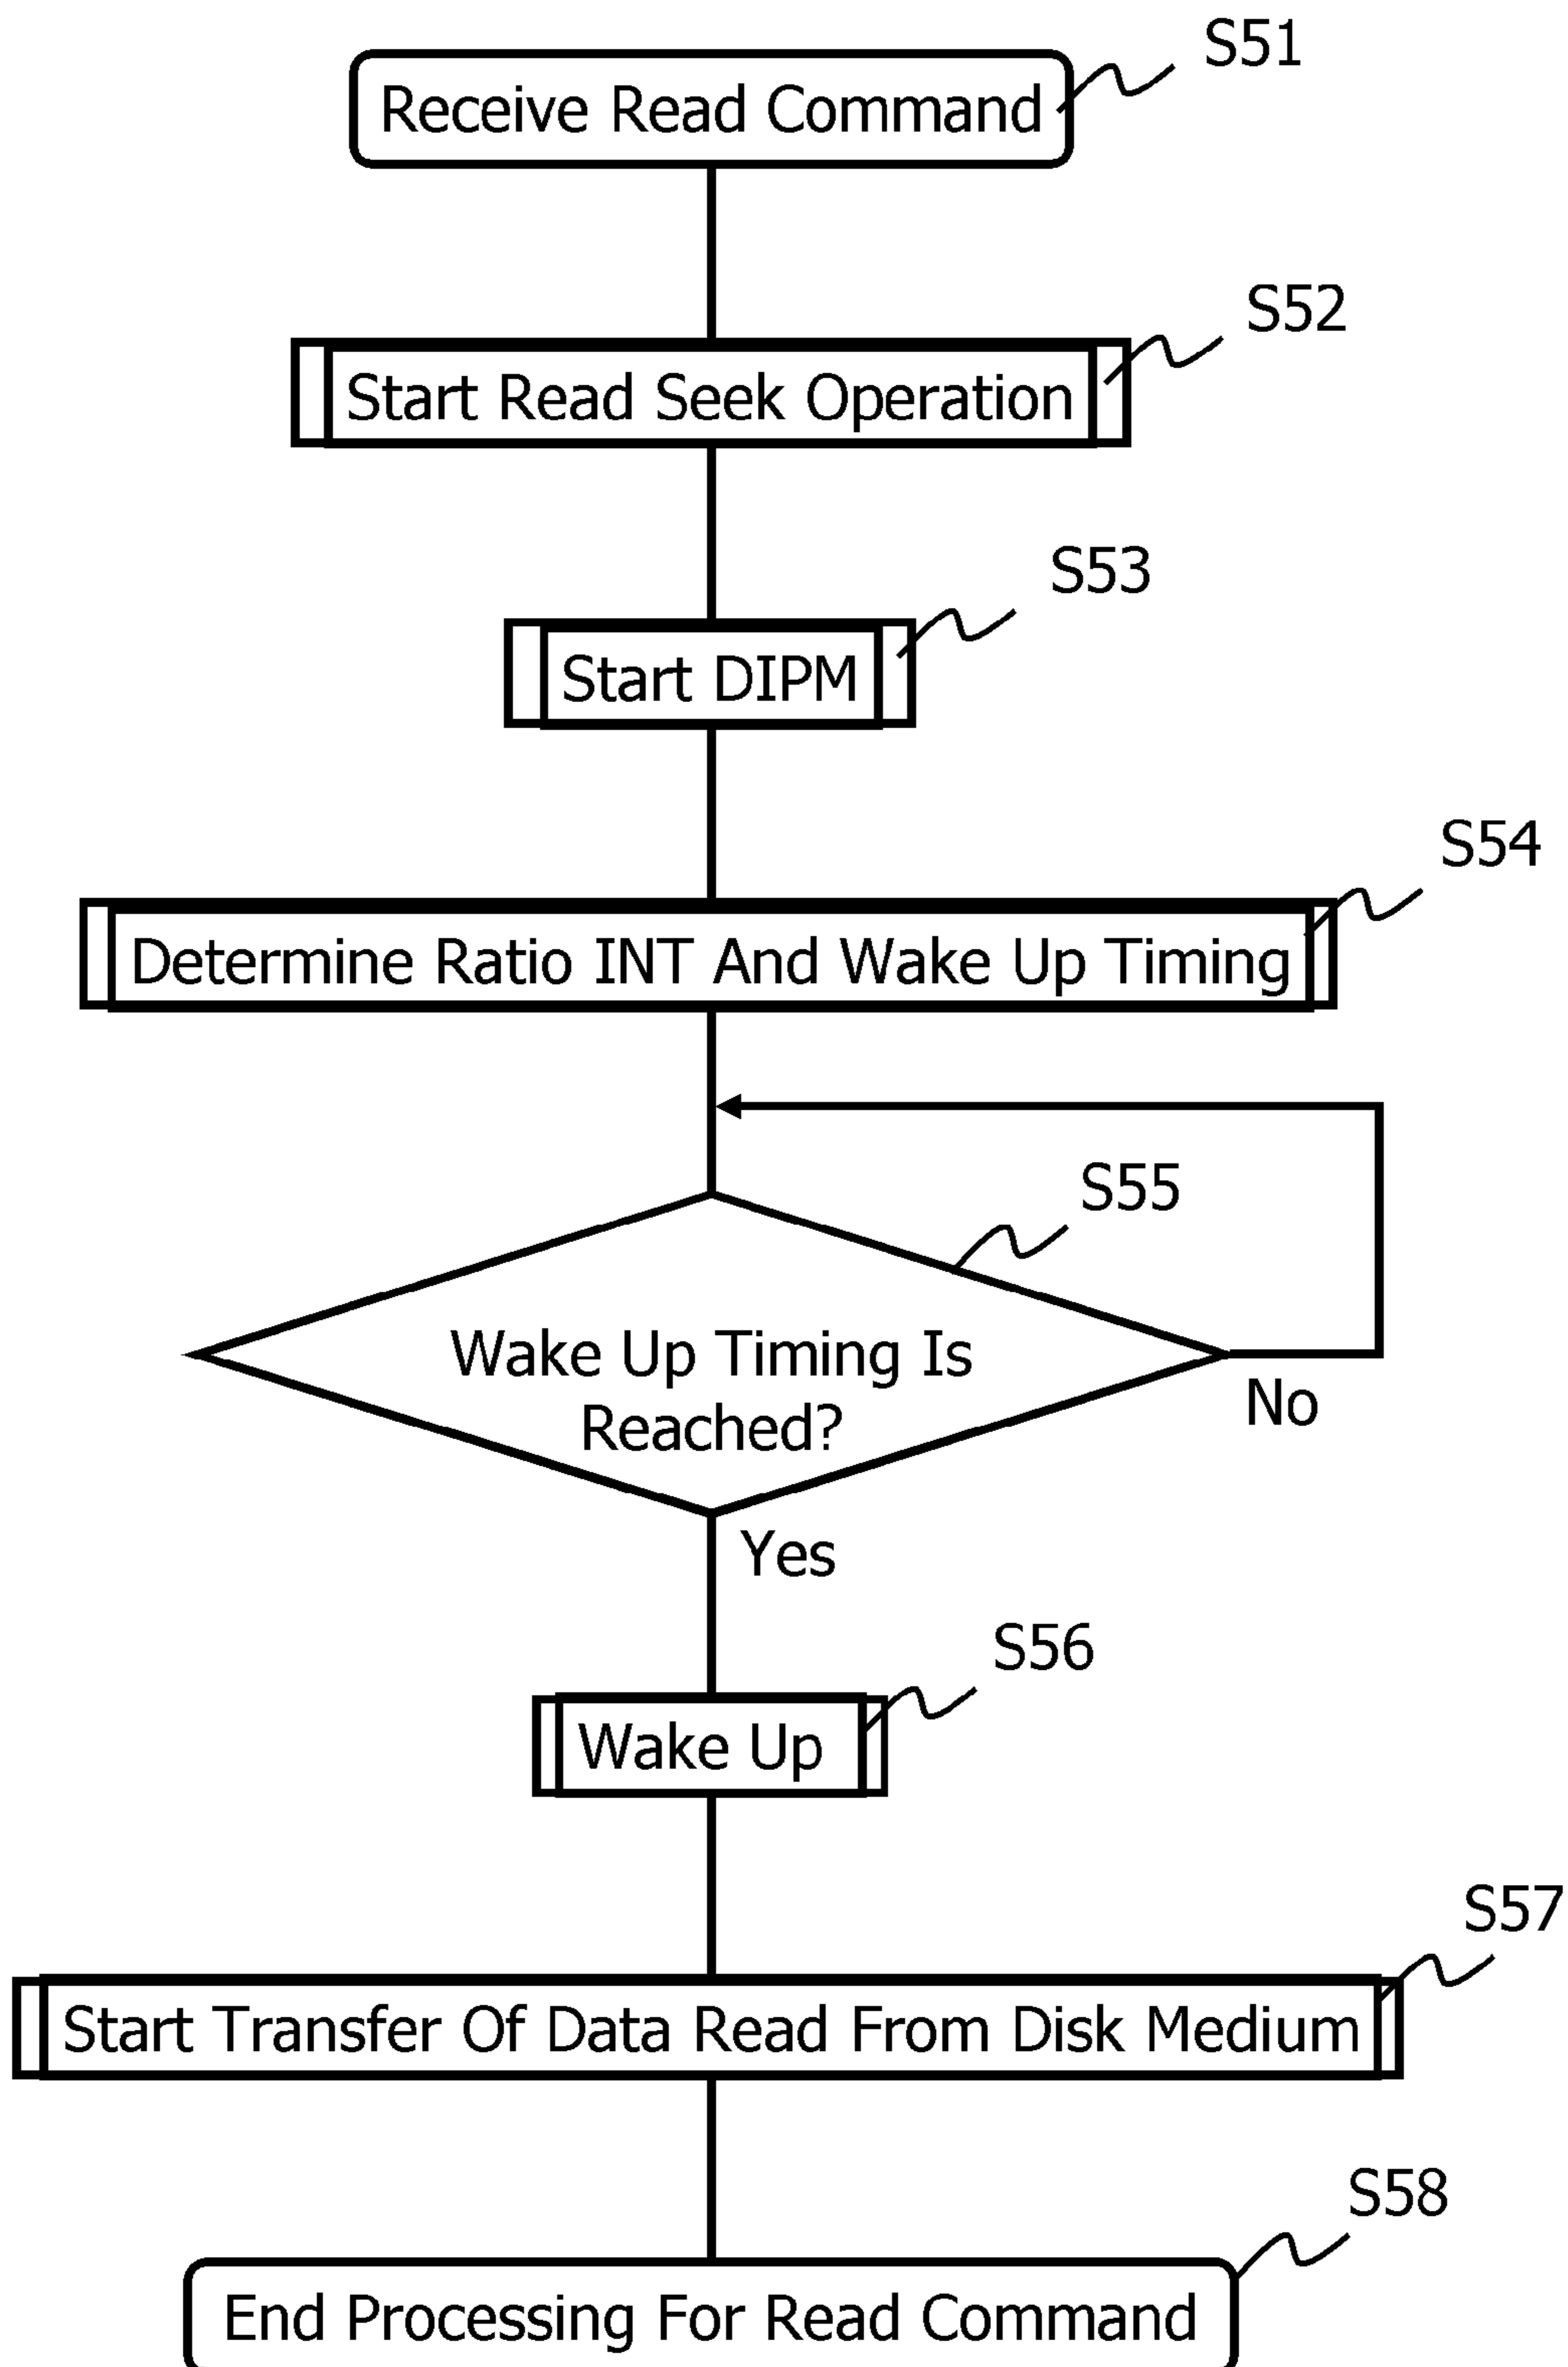 S51
Receive Read Command
S52
Start Read Seek Operation
S53
Start DIPM
S54
Determine Ratio INT And Wake Up Timing
S55
Wake Up Timing Is
Reached?
No
Yes
S56
Wake Up
S57
Start Transfer Of Data Read From Disk Medium
S58
End Processing For Read Command